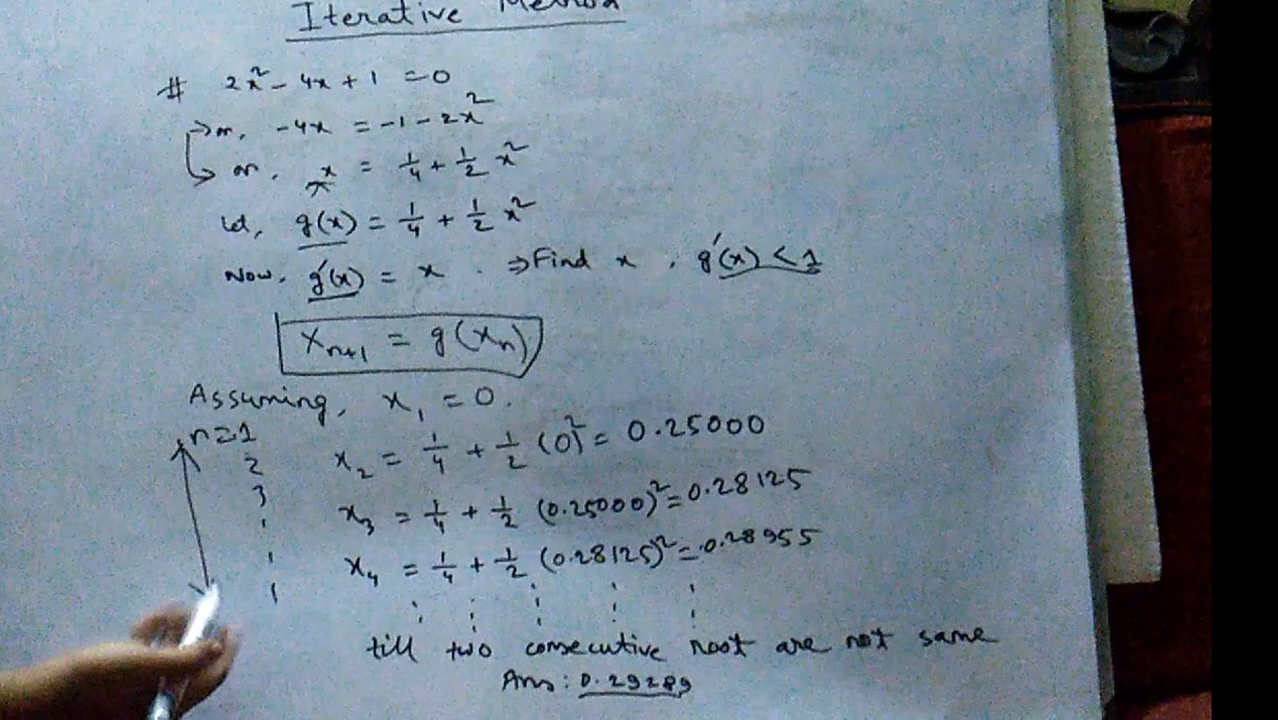 Iterative Method
# 2x² - 4x + 1 = 0
→ or, -4x = -1 - 2x²
→ or, x = 1/4 + 1/2 x²
Let, g(x) = 1/4 + 1/2 x²
Now, g'(x) = x . ⇒ Find x , g'(x) < 1
x_{n+1} = g(x_n)
Assuming, x_1 = 0.
n=1
2 x_2 = 1/4 + 1/2 (0)² = 0.25000
3 x_3 = 1/4 + 1/2 (0.25000)² = 0.28125
x_4 = 1/4 + 1/2 (0.28125)² = 0.28955
till two consecutive root are not same
Ans: 0.29289